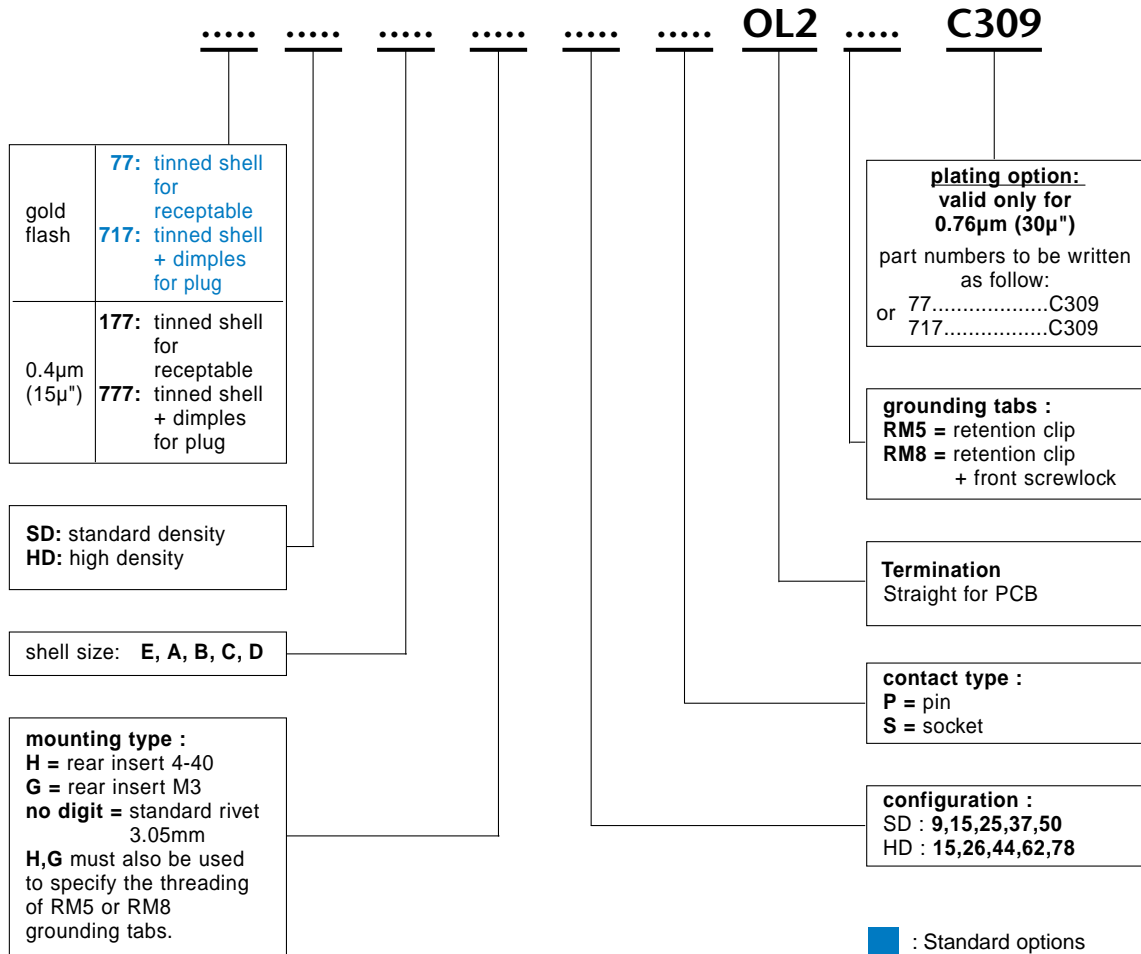 ..... ..... ..... ..... ..... ..... OL2 ..... C309
gold
flash
77: tinned shell
for
receptable
717: tinned shell
+ dimples
for plug
0.4µm
(15µ")
177: tinned shell
for
receptable
777: tinned shell
+ dimples
for plug
SD: standard density
HD: high density
shell size: E, A, B, C, D
mounting type :
H = rear insert 4-40
G = rear insert M3
no digit = standard rivet
3.05mm
H,G must also be used
to specify the threading
of RM5 or RM8
grounding tabs.
plating option:
valid only for
0.76µm (30µ")
part numbers to be written
as follow:
or
77...................C309
717.................C309
grounding tabs :
RM5 = retention clip
RM8 = retention clip
+ front screwlock
Termination
Straight for PCB
contact type :
P = pin
S = socket
configuration :
SD : 9,15,25,37,50
HD : 15,26,44,62,78
: Standard options